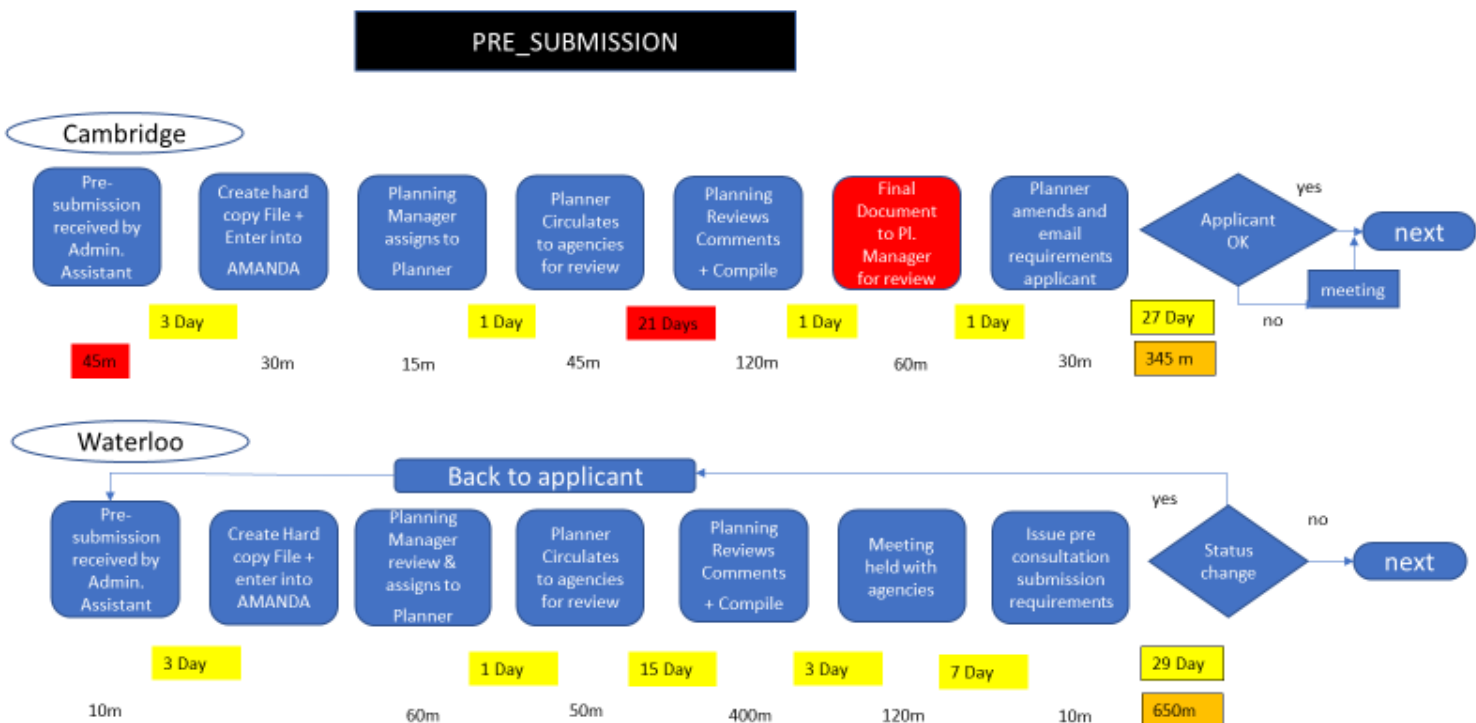 PRE_SUBMISSION
Cambridge
Pre-
submission
received by
Admin.
Assistant
Create hard
copy File +
Enter into
AMANDA
Planning
Manager
assigns to
Planner
Planner
Circulates
to agencies
for review
Planning
Reviews
Comments
+ Compile
Final
Document
to Pl.
Manager
for review
Planner
amends and
email
requirements
applicant
Applicant
OK
yes
next
meeting
no
3 Day
1 Day
21 Days
1 Day
1 Day
27 Day
45m
30m
15m
45m
120m
60m
30m
345 m
Waterloo
Back to applicant
Pre-
submission
received by
Admin.
Assistant
Create Hard
copy File +
enter into
AMANDA
Planning
Manager
review &
assigns to
Planner
Planner
Circulates
to agencies
for review
Planning
Reviews
Comments
+ Compile
Meeting
held with
agencies
Issue pre
consultation
submission
requirements
yes
Status
change
no
next
3 Day
1 Day
15 Day
3 Day
7 Day
29 Day
10m
60m
50m
400m
120m
10m
650m